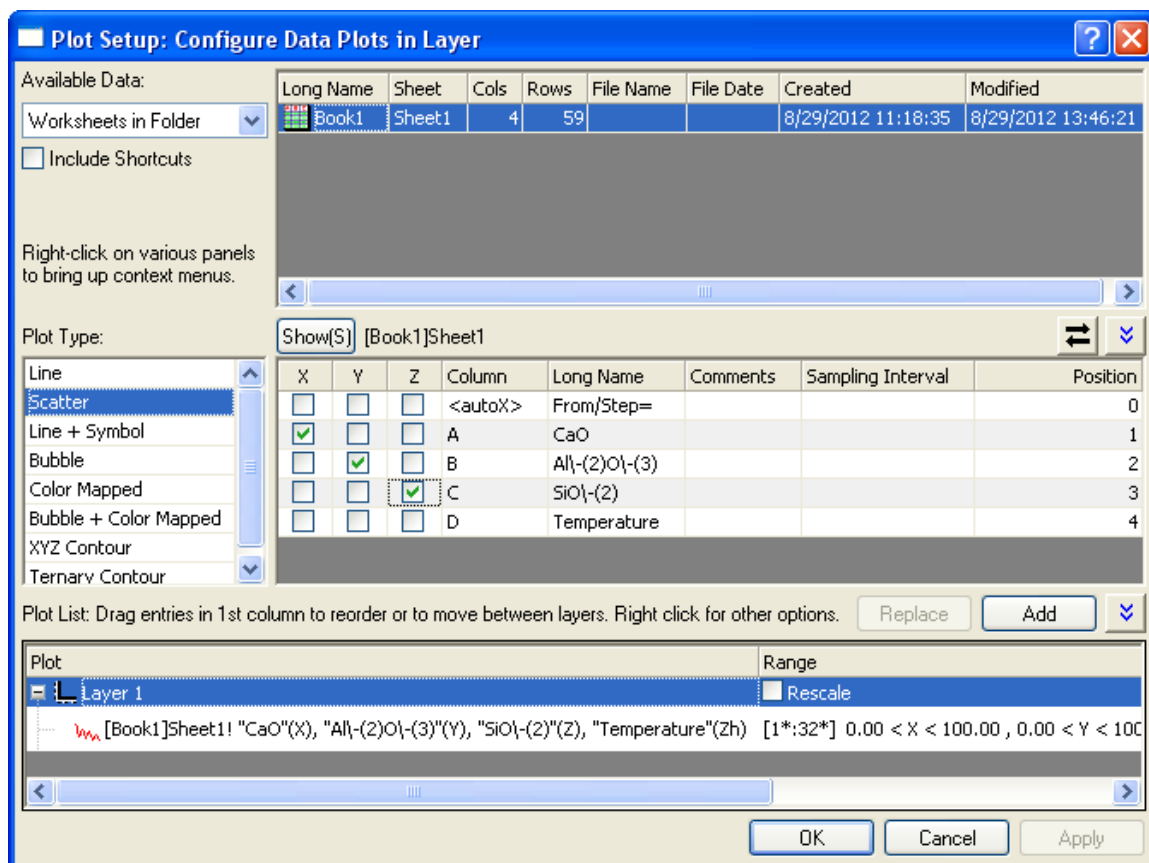 Plot Setup: Configure Data Plots in Layer
Available Data:
Worksheets in Folder
Include Shortcuts
Right-click on various panels
to bring up context menus.
Long Name Sheet Cols Rows File Name File Date Created Modified
Book1 Sheet1 4 59 8/29/2012 11:18:35 8/29/2012 13:46:21
Plot Type:
Show(S) [Book1]Sheet1
Line
Scatter
Line + Symbol
Bubble
Color Mapped
Bubble + Color Mapped
XYZ Contour
Ternary Contour
X Y Z Column Long Name Comments Sampling Interval Position
<autoX> From/Step= 0
A CaO 1
B Al\-(2)O\-(3) 2
C SiO\-(2) 3
D Temperature 4
Plot List: Drag entries in 1st column to reorder or to move between layers. Right click for other options.
Replace Add
Plot Range
Layer 1 Rescale
[Book1]Sheet1! "CaO"(X), "Al\-(2)O\-(3)"(Y), "SiO\-(2)"(Z), "Temperature"(Zh) [1*:32*] 0.00 < X < 100.00 , 0.00 < Y < 100
OK Cancel Apply